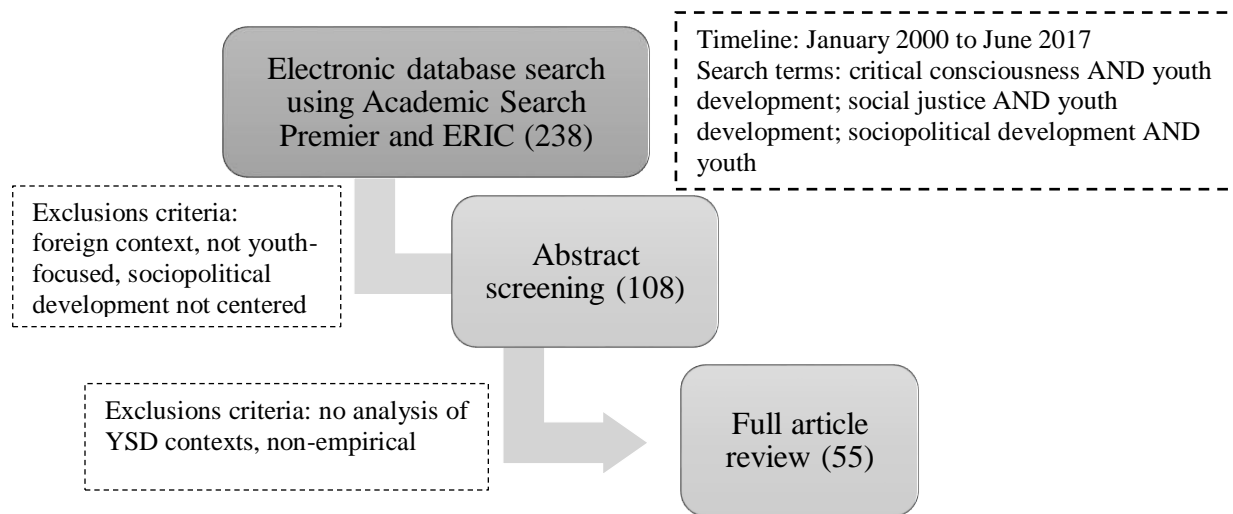 Electronic database search
using Academic Search
Premier and ERIC (238)
Timeline: January 2000 to June 2017
Search terms: critical consciousness AND youth
development; social justice AND youth
development; sociopolitical development AND
youth
Exclusions criteria:
foreign context, not youth-
focused, sociopolitical
development not centered
Abstract
screening (108)
Exclusions criteria: no analysis of
YSD contexts, non-empirical
Full article
review (55)